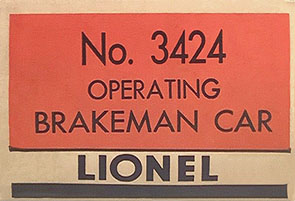 No. 3424
OPERATING
BRAKEMAN CAR
LIONEL